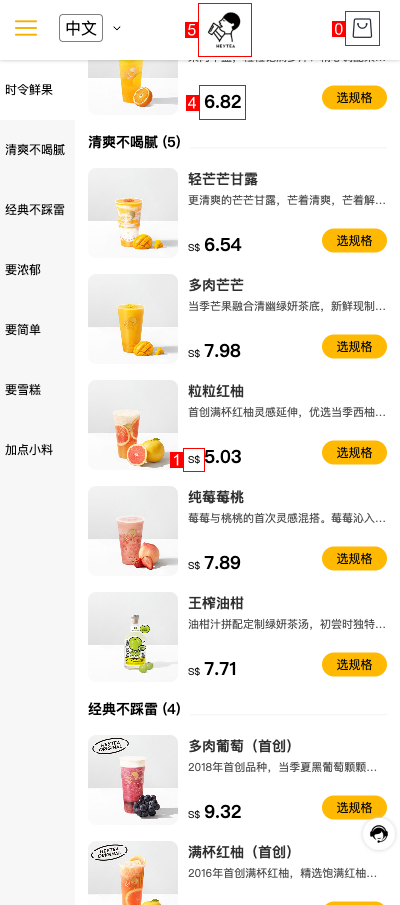 中文
5
HEYTEA
0
4
6.82
选规格
时令鲜果
清爽不喝腻
经典不踩雷
要浓郁
要简单
要雪糕
加点小料
清爽不喝腻 (5)
轻芒芒甘露
更清爽的芒芒甘露，芒着清爽，芒着解...
S$ 6.54
选规格
多肉芒芒
当季芒果融合清幽绿妍茶底，新鲜现制...
S$ 7.98
选规格
粒粒红柚
首创满杯红柚灵感延伸，优选当季西柚...
1
S$ 5.03
选规格
纯莓莓桃
莓莓与桃桃的首次灵感混搭。莓莓沁入...
S$ 7.89
选规格
王榨油柑
油柑汁拼配定制绿妍茶汤，初尝时独特...
S$ 7.71
选规格
经典不踩雷 (4)
HEYTEA ORIGINAL
多肉葡萄（首创）
2018年首创品种，当季夏黑葡萄颗颗...
S$ 9.32
选规格
HEYTEA ORIGINAL
满杯红柚（首创）
2016年首创满杯红柚，精选饱满红柚...